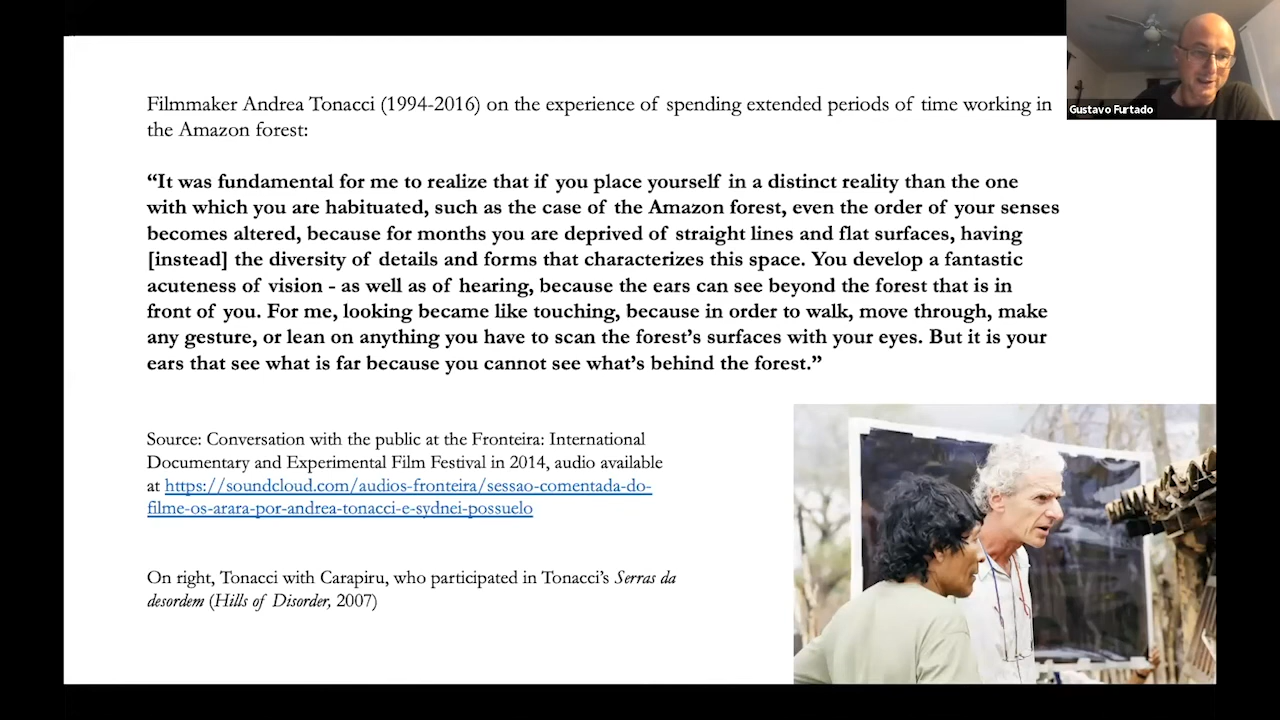 Filmmaker Andrea Tonacci (1994-2016) on the experience of spending extended periods of time working in
the Amazon forest:
Gustavo Furtado
“It was fundamental for me to realize that if you place yourself in a distinct reality than the one
with which you are habituated, such as the case of the Amazon forest, even the order of your senses
becomes altered, because for months you are deprived of straight lines and flat surfaces, having
[instead] the diversity of details and forms that characterizes this space. You develop a fantastic
acuteness of vision - as well as of hearing, because the ears can see beyond the forest that is in
front of you. For me, looking became like touching, because in order to walk, move through, make
any gesture, or lean on anything you have to scan the forest’s surfaces with your eyes. But it is your
ears that see what is far because you cannot see what’s behind the forest.”
Source: Conversation with the public at the Fronteira: International
Documentary and Experimental Film Festival in 2014, audio available
at https://soundcloud.com/audios-fronteira/sessao-comentada-do-
filme-os-arara-por-andrea-tonacci-e-sydnei-possuelo
On right, Tonacci with Carapiru, who participated in Tonacci’s Serras da
desordem (Hills of Disorder, 2007)